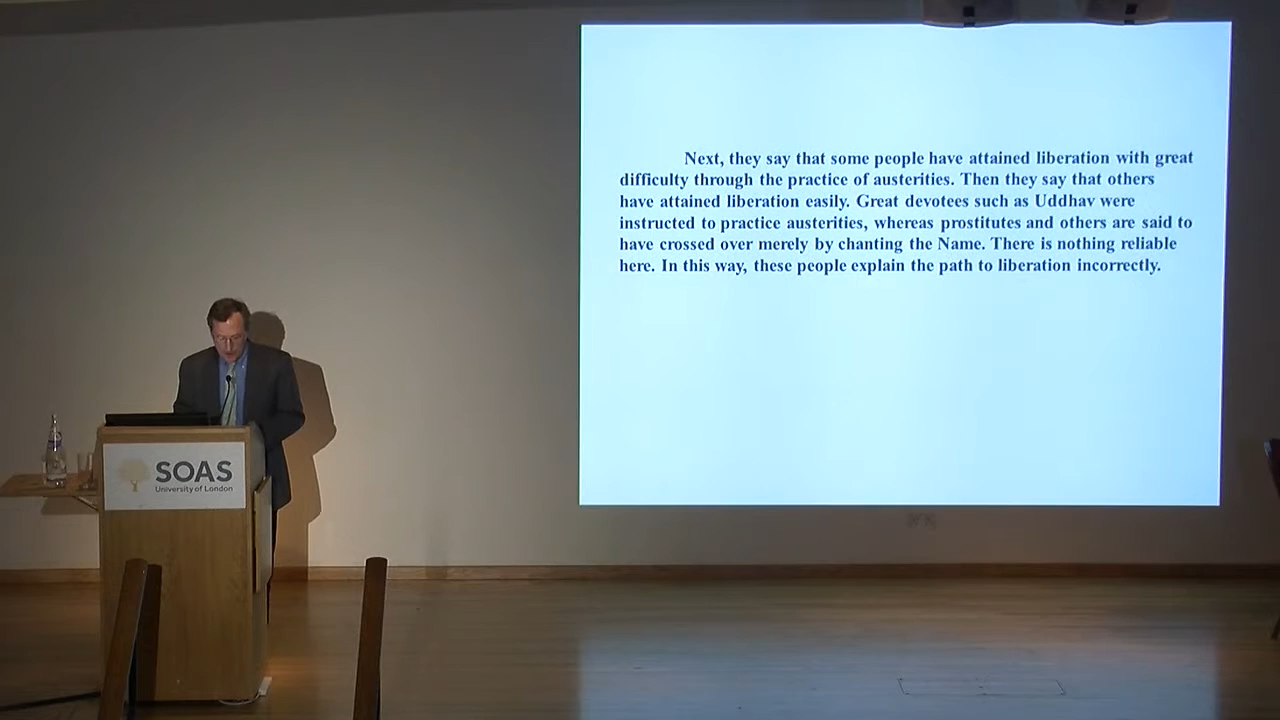 Next, they say that some people have attained liberation with great
difficulty through the practice of austerities. Then they say that others
have attained liberation easily. Great devotees such as Uddhav were
instructed to practice austerities, whereas prostitutes and others are said to
have crossed over merely by chanting the Name. There is nothing reliable
here. In this way, these people explain the path to liberation incorrectly.
SOAS
University of London